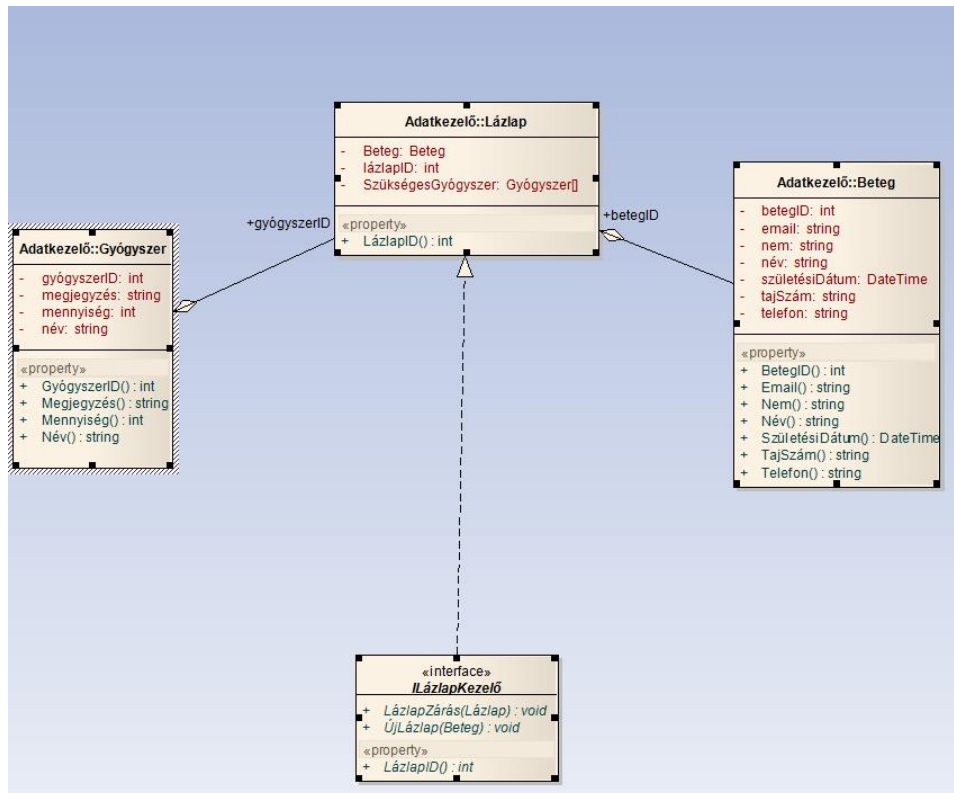 Adatkezelő::Lázlap
- Beteg: Beteg
- lázlapID: int
- SzükségesGyógyszer: Gyógyszer[]
«property»
+ LázlapID() : int
+gyógyszerID
+betegID
Adatkezelő::Gyógyszer
- gyógyszerID: int
- megjegyzés: string
- mennyiség: int
- név: string
«property»
+ GyógyszerID() : int
+ Megjegyzés() : string
+ Mennyiség() : int
+ Név() : string
Adatkezelő::Beteg
- betegID: int
- email: string
- nem: string
- név: string
- születésiDátum: DateTime
- tajSzám: string
- telefon: string
«property»
+ BetegID() : int
+ Email() : string
+ Nem() : string
+ Név() : string
+ SzületésiDátum() : DateTime
+ TajSzám() : string
+ Telefon() : string
«interface»
ILázlapKezelő
+ LázlapZárás(Lázlap) : void
+ ÚjLázlap(Beteg) : void
«property»
+ LázlapID() : int